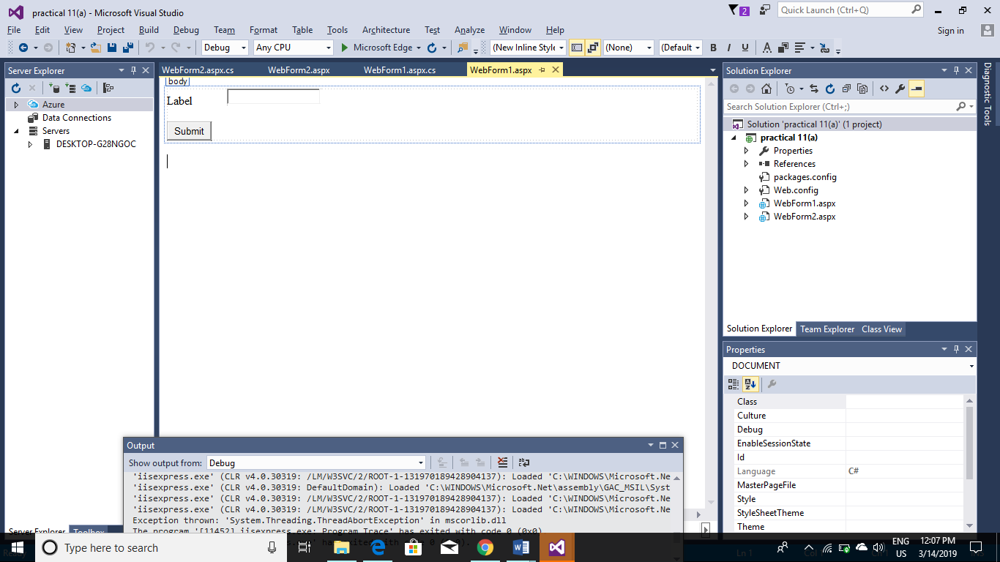 practical 11(a) - Microsoft Visual Studio
2
Quick Launch (Ctrl+Q)
File Edit View Project Build Debug Team Format Table Tools Architecture Test Analyze Window Help
Sign in
Debug Any CPU Microsoft Edge (New Inline Style (None) (Default B I U A
Server Explorer
Azure
Data Connections
Servers
DESKTOP-G28NGOC
Server Explorer Toolbox
WebForm2.aspx.cs WebForm2.aspx WebForm1.aspx.cs WebForm1.aspx
body
Label
Submit
Solution Explorer
Search Solution Explorer (Ctrl+;)
Solution 'practical 11(a)' (1 project)
practical 11(a)
Properties
References
packages.config
Web.config
WebForm1.aspx
WebForm2.aspx
Solution Explorer Team Explorer Class View
Diagnostic Tools
Properties
DOCUMENT
Class
Culture
Debug
EnableSessionState
Id
Language C#
MasterPageFile
Style
StyleSheetTheme
Theme
Output
Show output from: Debug
'iisexpress.exe' (CLR v4.0.30319: /LM/W3SVC/2/ROOT-1-131970189428904137): Loaded 'C:\WINDOWS\Microsoft.Ne
'iisexpress.exe' (CLR v4.0.30319: DefaultDomain): Loaded 'C:\WINDOWS\Microsoft.Net\assembly\GAC_MSIL\Syst
'iisexpress.exe' (CLR v4.0.30319: /LM/W3SVC/2/ROOT-1-131970189428904137): Loaded 'C:\WINDOWS\Microsoft.Ne
'iisexpress.exe' (CLR v4.0.30319: /LM/W3SVC/2/ROOT-1-131970189428904137): Loaded 'C:\WINDOWS\Microsoft.Ne
Exception thrown: 'System.Threading.ThreadAbortException' in mscorlib.dll
The program '[11452] iisexpress.exe: Program Trace' has exited with code 0 (0x0).
Type here to search
ENG
US
12:07 PM
3/14/2019